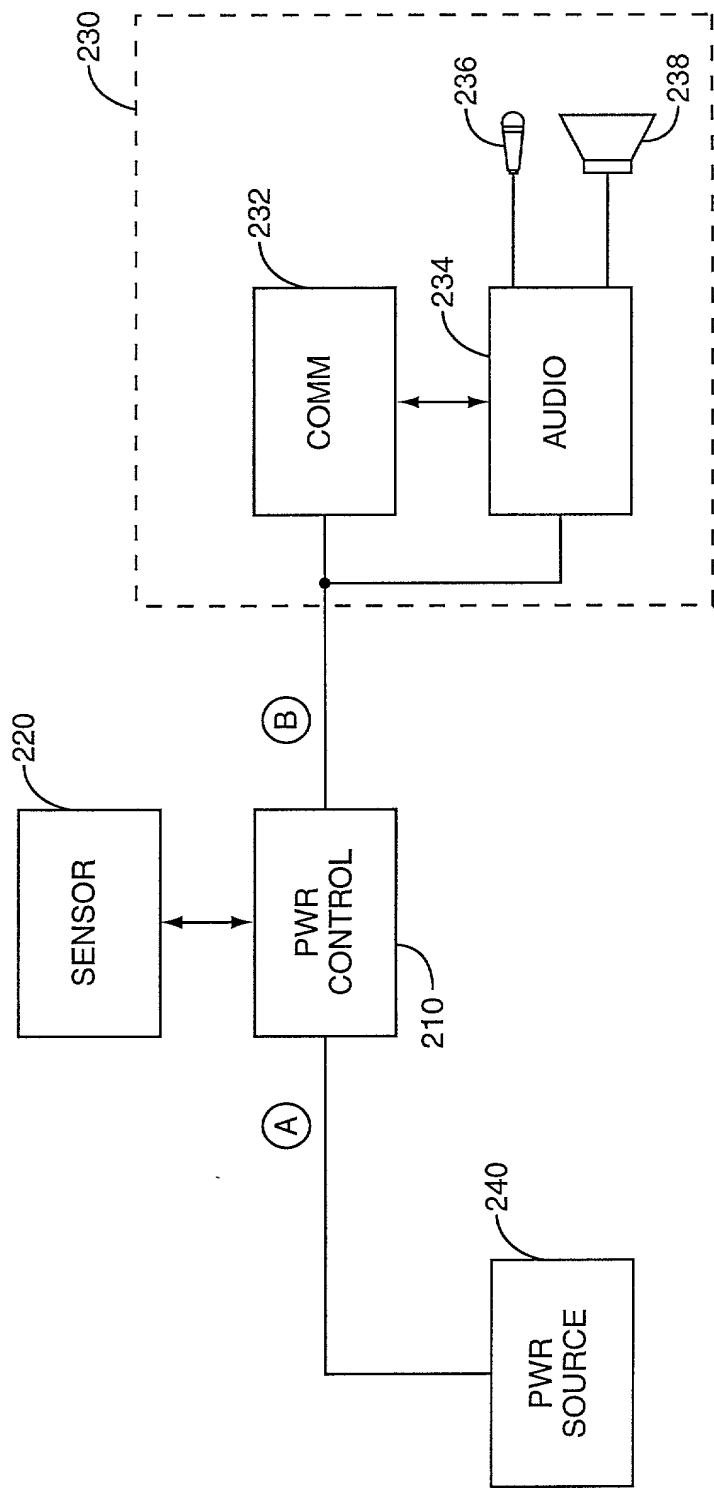 230
232
236
COMM
234
238
AUDIO
B
220
SENSOR
PWR
CONTROL
210
A
240
PWR
SOURCE